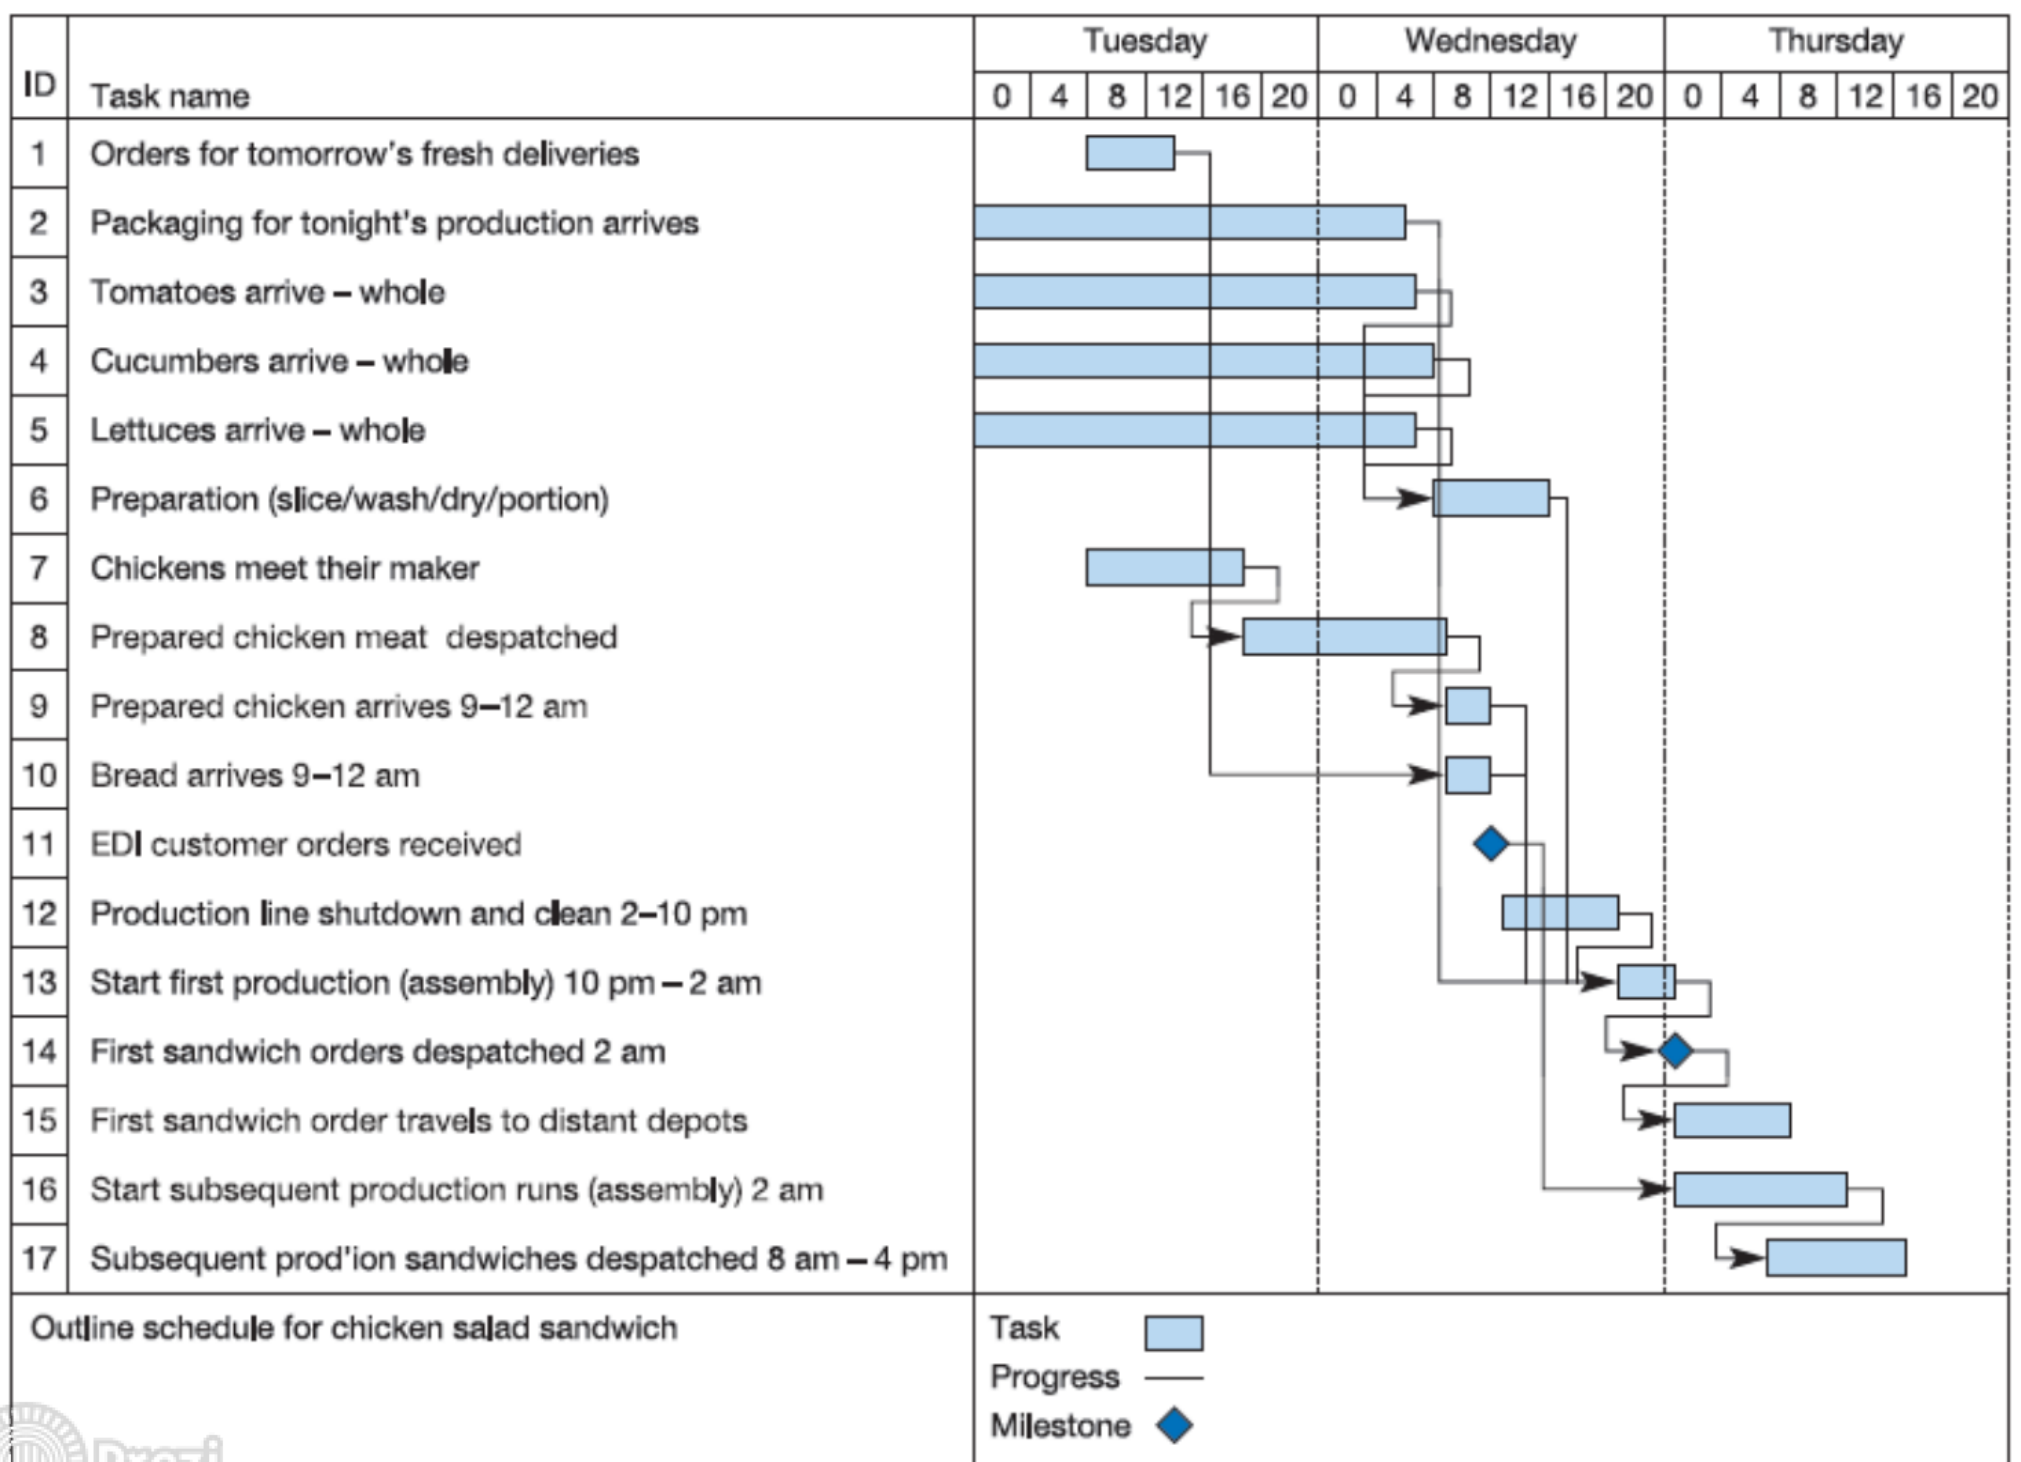 Tuesday Wednesday Thursday
ID Task name 0 4 8 12 16 20 0 4 8 12 16 20 0 4 8 12 16 20
1 Orders for tomorrow's fresh deliveries
2 Packaging for tonight's production arrives
3 Tomatoes arrive – whole
4 Cucumbers arrive – whole
5 Lettuces arrive – whole
6 Preparation (slice/wash/dry/portion)
7 Chickens meet their maker
8 Prepared chicken meat despatched
9 Prepared chicken arrives 9–12 am
10 Bread arrives 9–12 am
11 EDI customer orders received
12 Production line shutdown and clean 2–10 pm
13 Start first production (assembly) 10 pm – 2 am
14 First sandwich orders despatched 2 am
15 First sandwich order travels to distant depots
16 Start subsequent production runs (assembly) 2 am
17 Subsequent prod'ion sandwiches despatched 8 am – 4 pm
Outline schedule for chicken salad sandwich
Task
Progress
Milestone
Prezi